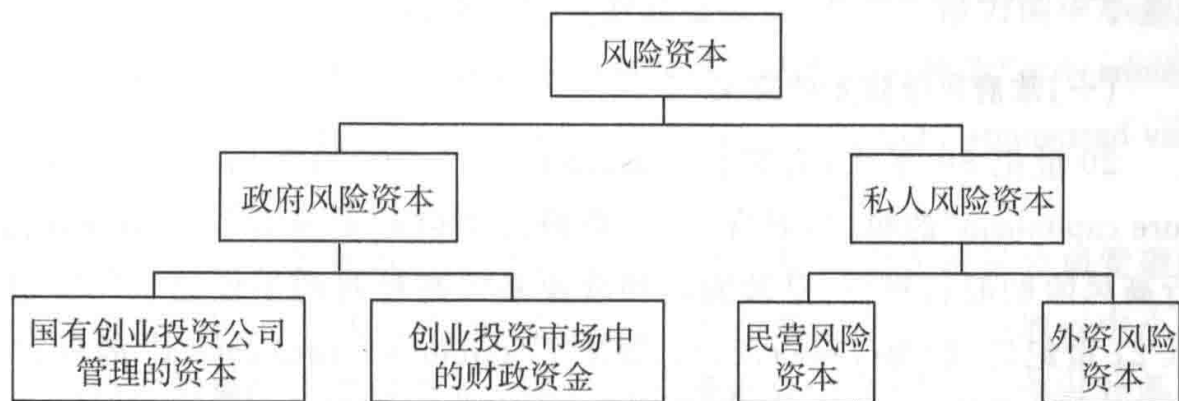 风险资本
政府风险资本
私人风险资本
国有创业投资公司
管理的资本
创业投资市场中
的财政资金
民营风险
资本
外资风险
资本